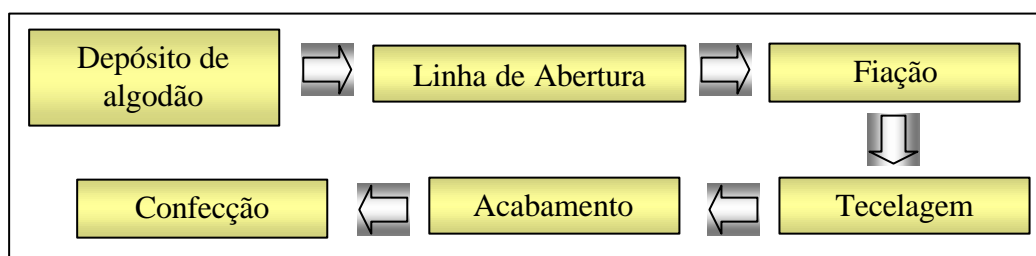 Depósito de
algodão
Linha de Abertura
Fiação
Tecelagem
Acabamento
Confecção